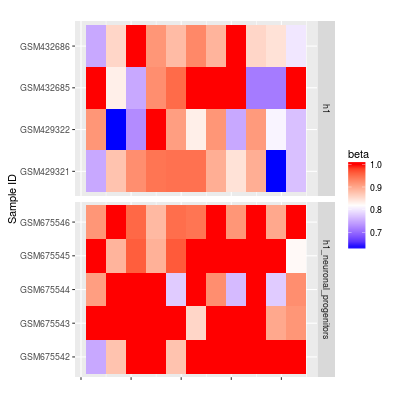 GSM432686
GSM432685
GSM429322
GSM429321
h1
GSM675546
GSM675545
GSM675544
GSM675543
GSM675542
h1_neuronal_progenitors
Sample ID
beta
1.0
0.9
0.8
0.7